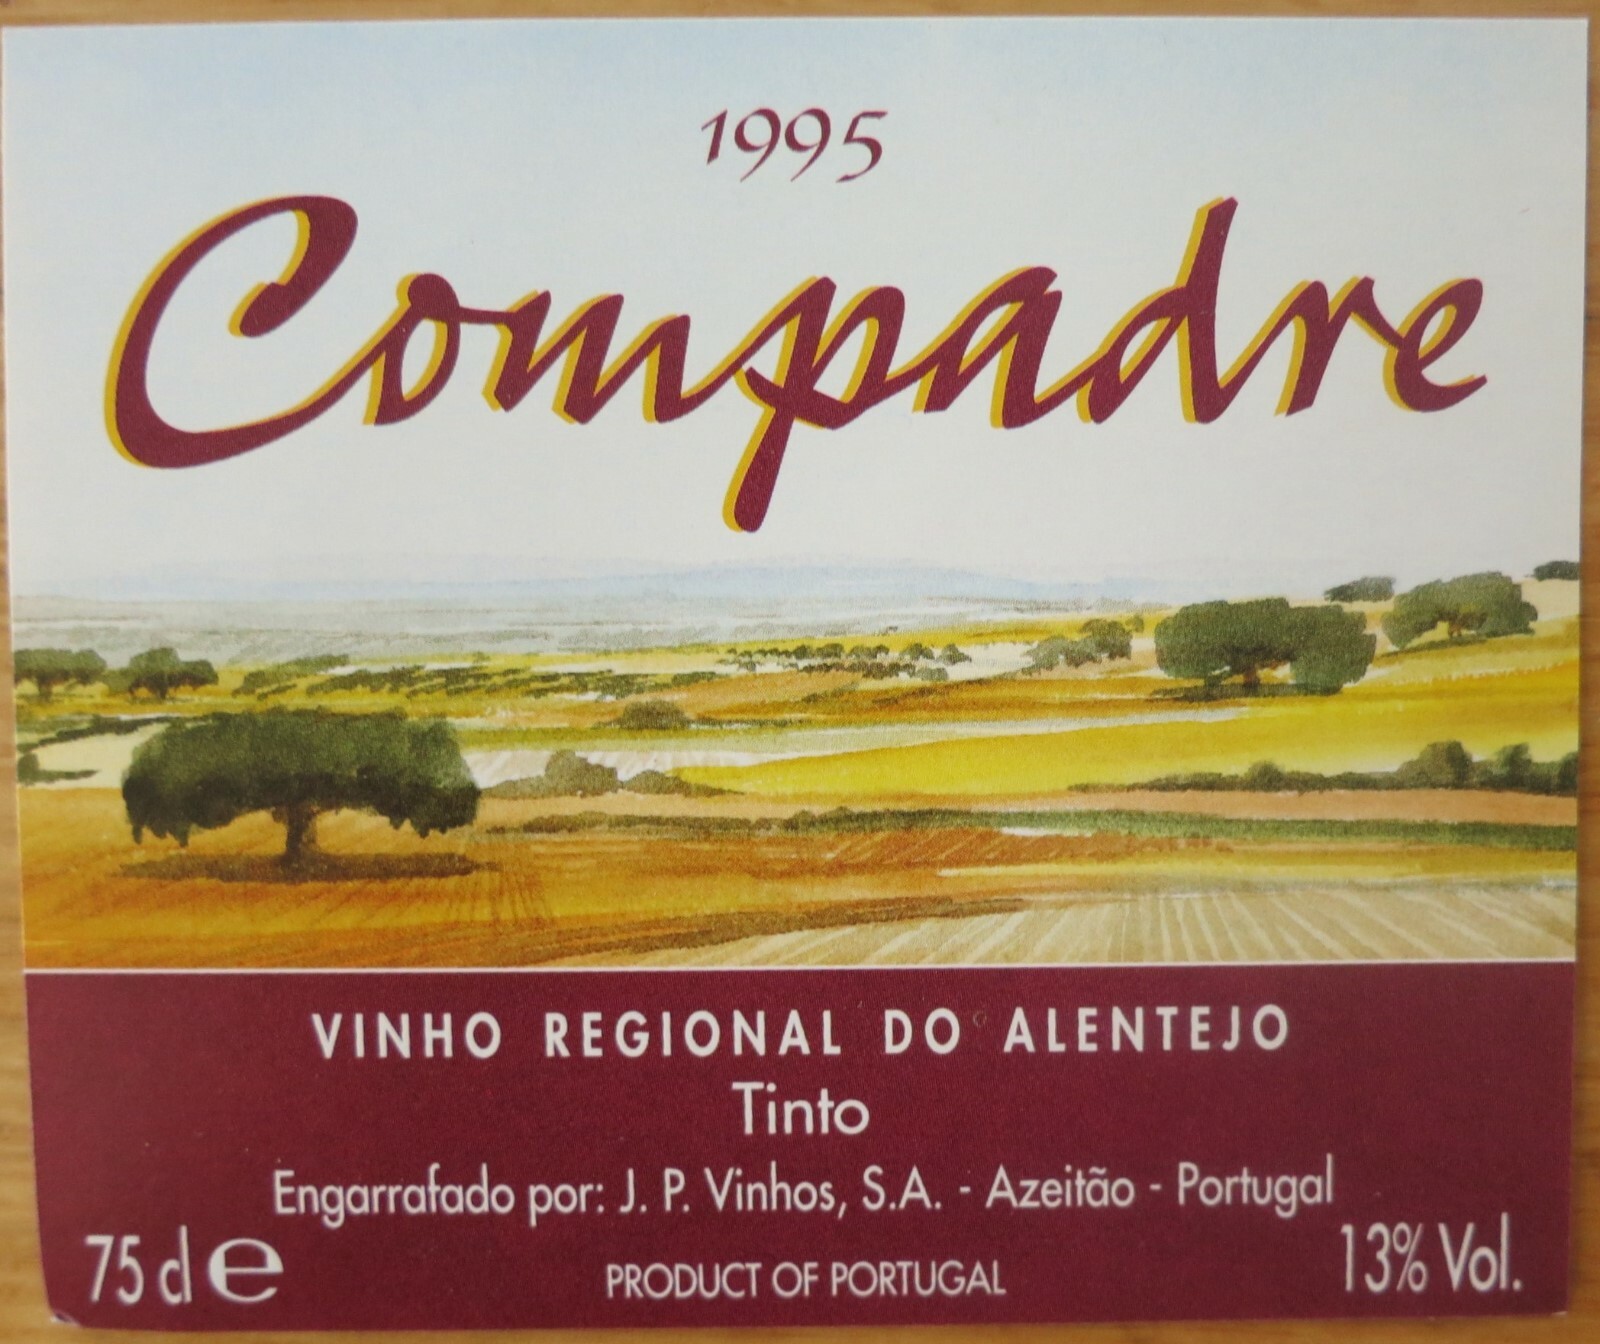 1995
Compadre
VINHO REGIONAL DO ALENTEJO
Tinto
Engarrafado por: J. P. Vinhos, S.A. - Azeitão - Portugal
75 cl e
PRODUCT OF PORTUGAL
13% Vol.